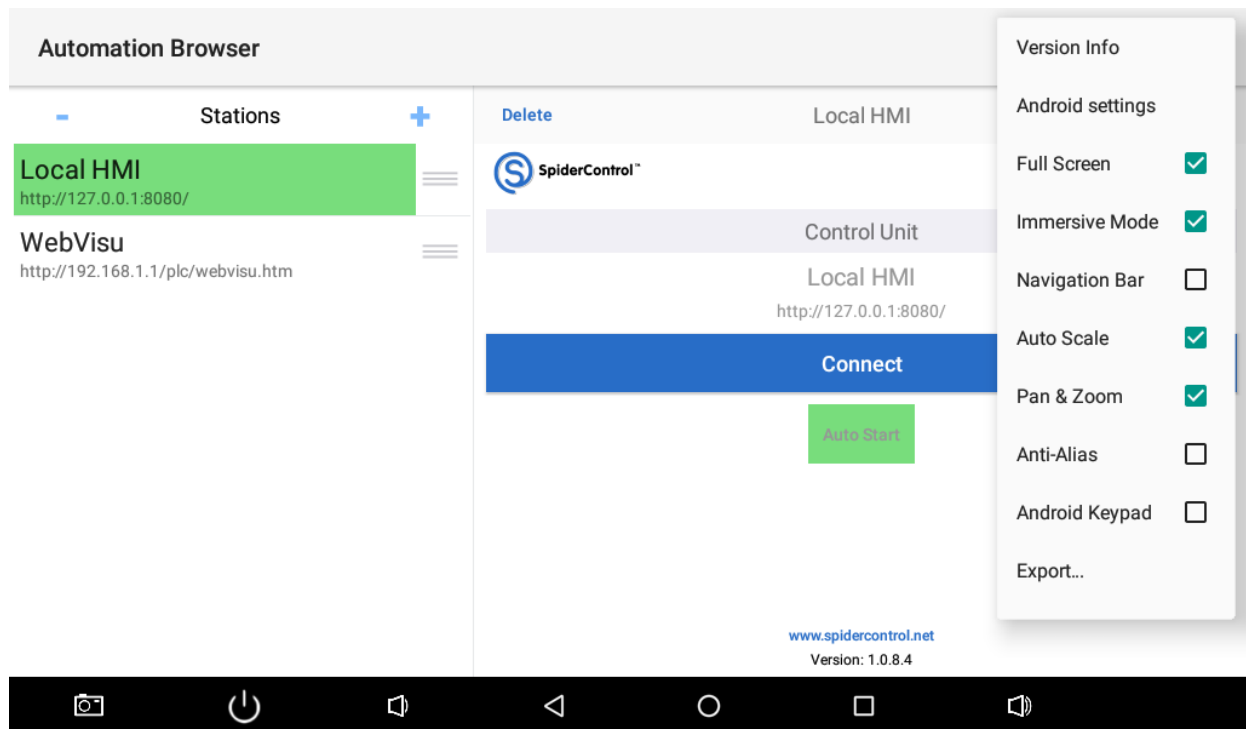 Automation Browser
- Stations +
Local HMI
http://127.0.0.1:8080/
WebVisu
http://192.168.1.1/plc/webvisu.htm
Delete Local HMI
SpiderControl™
Control Unit
Local HMI
http://127.0.0.1:8080/
Connect
Auto Start
www.spidercontrol.net
Version: 1.0.8.4
Version Info
Android settings
Full Screen
Immersive Mode
Navigation Bar
Auto Scale
Pan & Zoom
Anti-Alias
Android Keypad
Export...